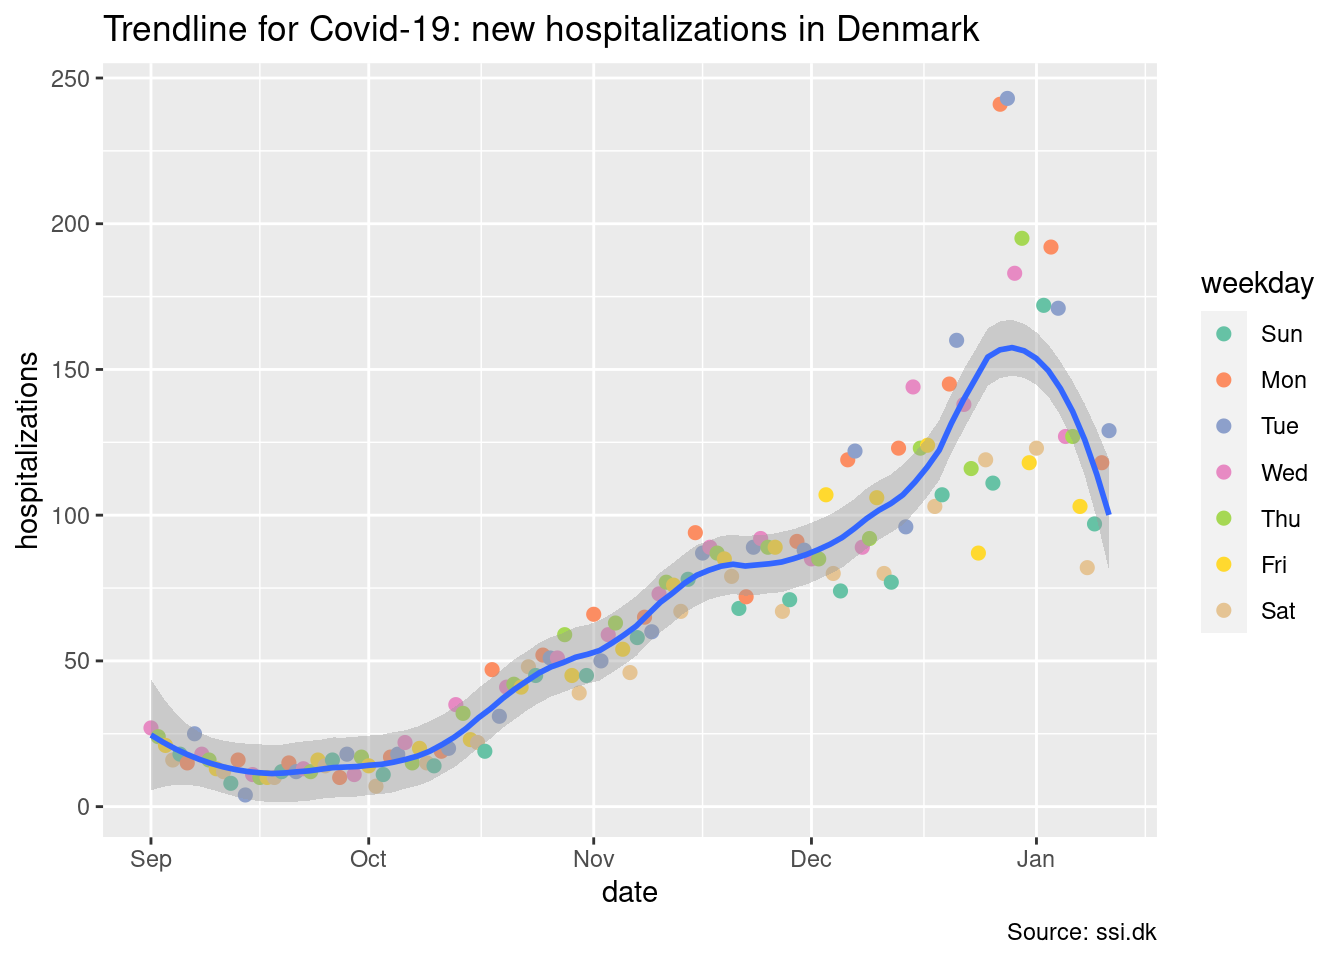 Trendline for Covid-19: new hospitalizations in Denmark
250
200
150
100
50
0
hospitalizations
Sep Oct Nov Dec Jan
date
weekday
Sun
Mon
Tue
Wed
Thu
Fri
Sat
Source: ssi.dk